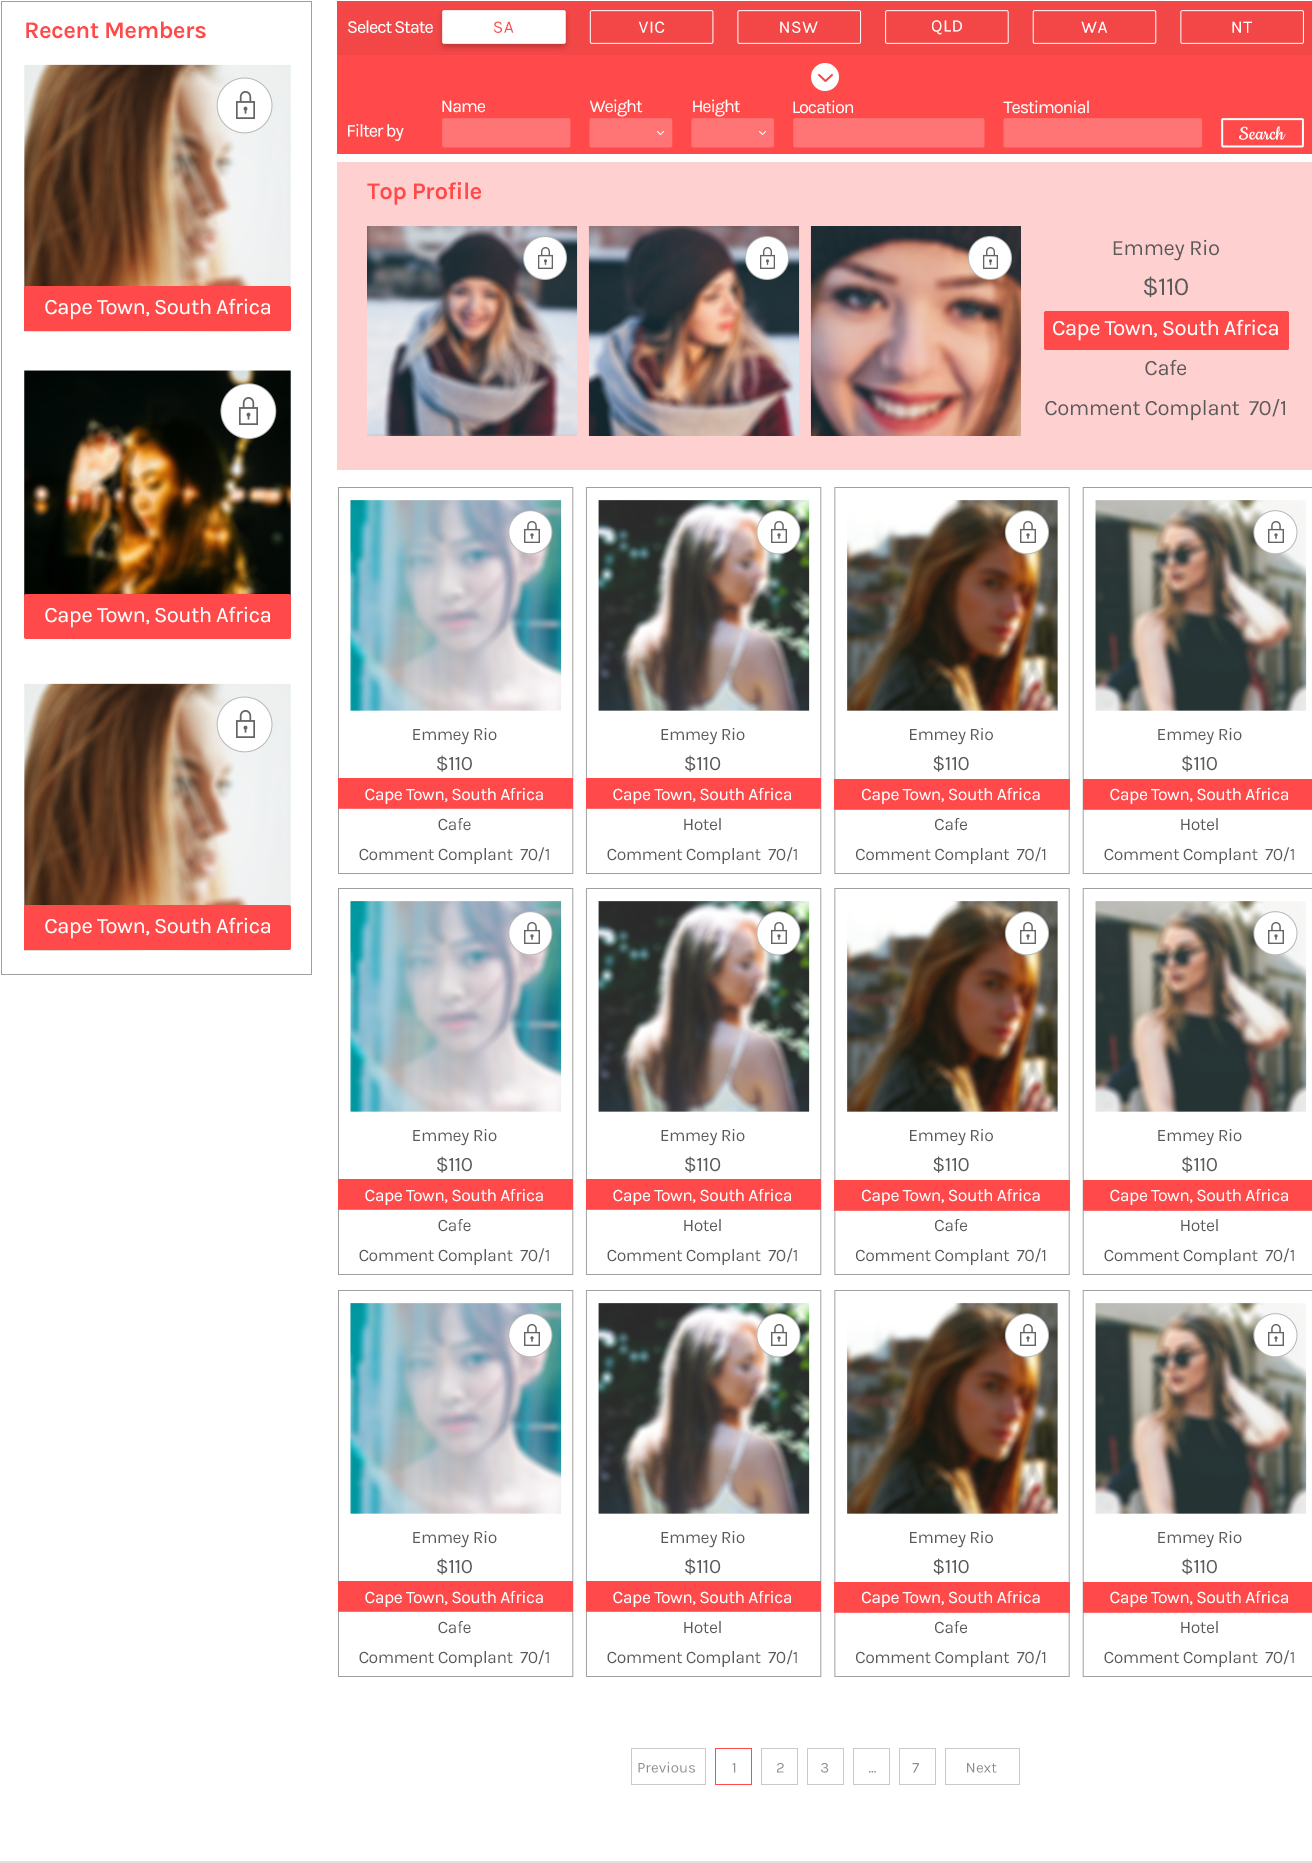 Recent Members
Cape Town, South Africa
Cape Town, South Africa
Cape Town, South Africa
Select State SA VIC NSW QLD WA NT
Name Weight Height Location Testimonial
Filter by Search
Top Profile
Emmey Rio
$110
Cape Town, South Africa
Cafe
Comment Complant 70/1
Emmey Rio Emmey Rio Emmey Rio Emmey Rio
$110 $110 $110 $110
Cape Town, South Africa Cape Town, South Africa Cape Town, South Africa Cape Town, South Africa
Cafe Hotel Cafe Hotel
Comment Complant 70/1 Comment Complant 70/1 Comment Complant 70/1 Comment Complant 70/1
Emmey Rio Emmey Rio Emmey Rio Emmey Rio
$110 $110 $110 $110
Cape Town, South Africa Cape Town, South Africa Cape Town, South Africa Cape Town, South Africa
Cafe Hotel Cafe Hotel
Comment Complant 70/1 Comment Complant 70/1 Comment Complant 70/1 Comment Complant 70/1
Emmey Rio Emmey Rio Emmey Rio Emmey Rio
$110 $110 $110 $110
Cape Town, South Africa Cape Town, South Africa Cape Town, South Africa Cape Town, South Africa
Cafe Hotel Cafe Hotel
Comment Complant 70/1 Comment Complant 70/1 Comment Complant 70/1 Comment Complant 70/1
Previous 1 2 3 ... 7 Next